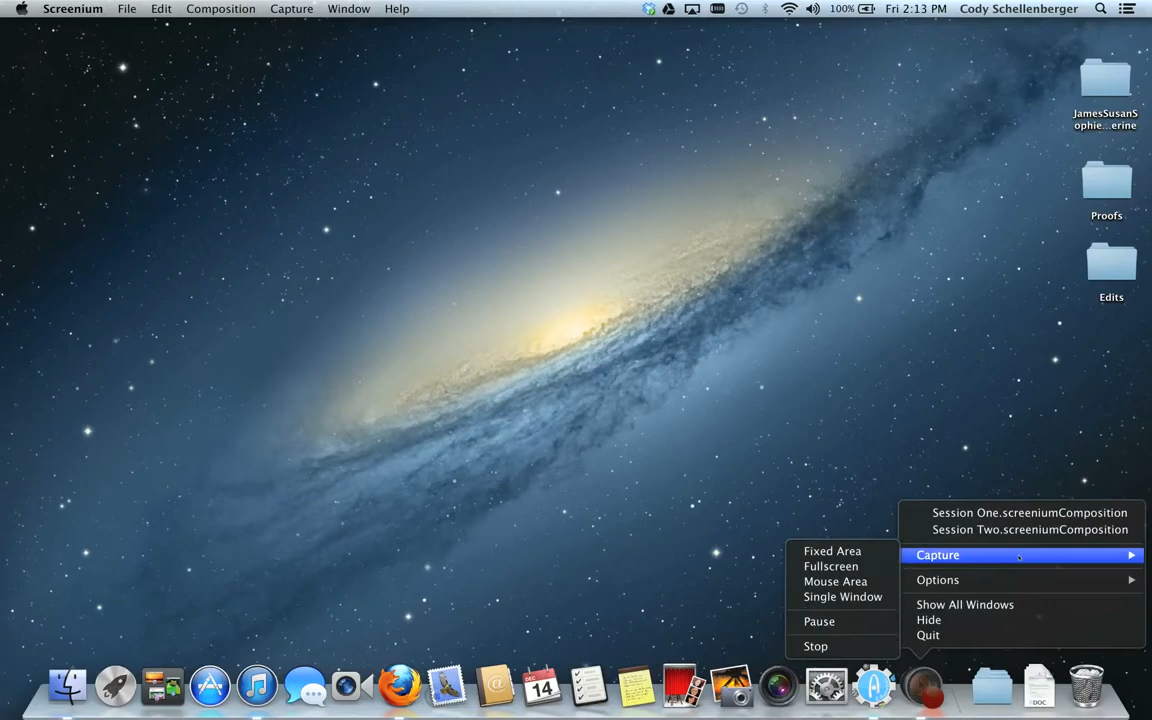 Screenium File Edit Composition Capture Window Help 100% Fri 2:13 PM Cody Schellenberger
JamesSusanS
ophie...erine
Proofs
Edits
Session One.screeniumComposition
Session Two.screeniumComposition
Capture
Options
Show All Windows
Hide
Quit
Fixed Area
Fullscreen
Mouse Area
Single Window
Pause
Stop
DEC
14
DOC